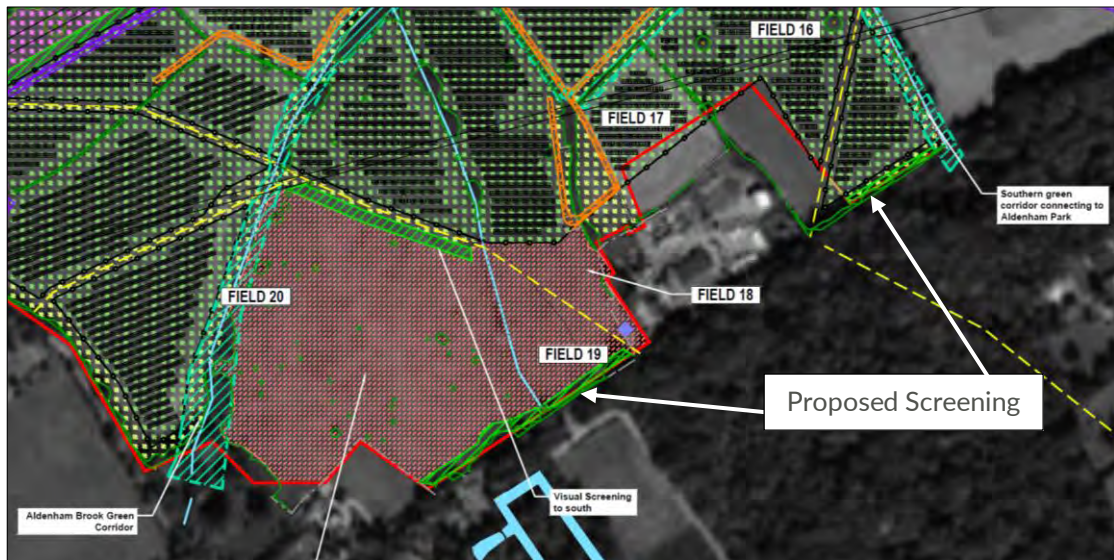 FIELD 16
FIELD 17
Southern green
corridor connecting to
Aldenham Park
FIELD 20
FIELD 18
FIELD 19
Proposed Screening
Visual Screening
to south
Aldenham Brook Green
Corridor